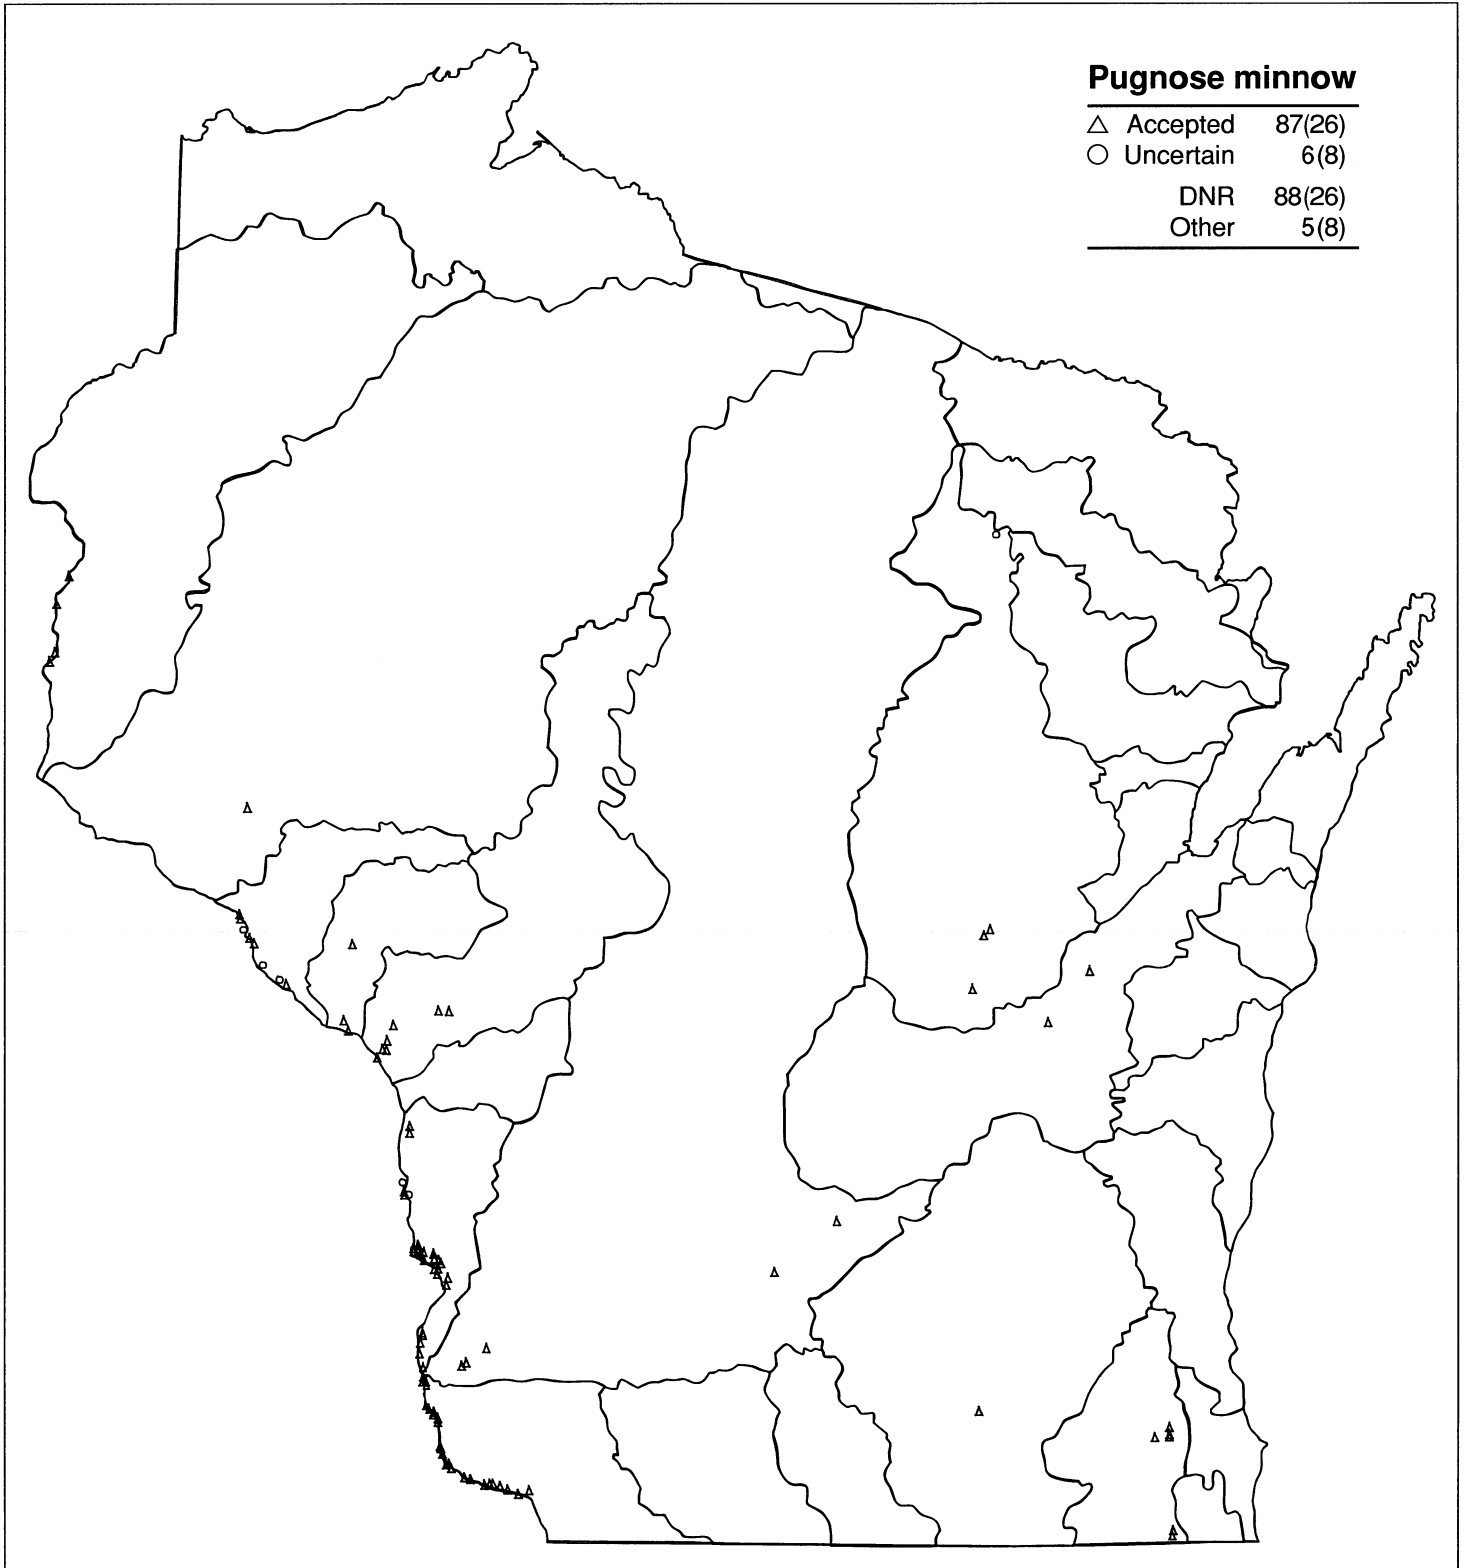 Pugnose minnow
△ Accepted 87(26)
○ Uncertain 6(8)
DNR 88(26)
Other 5(8)